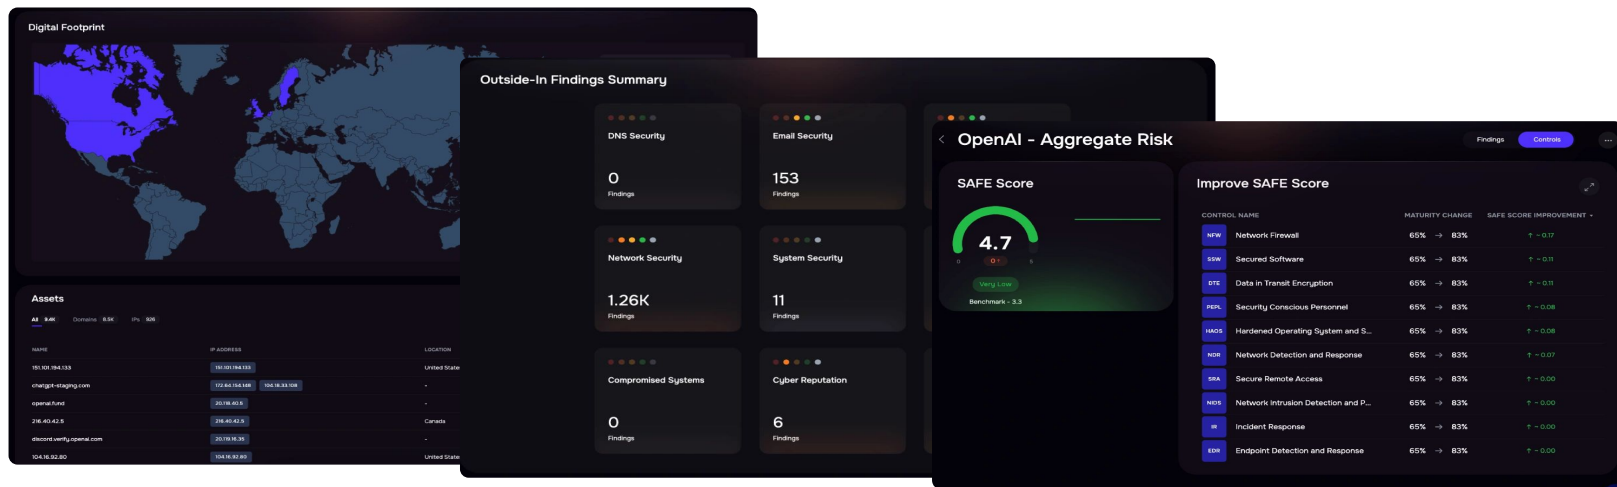 Digital Footprint
Assets
All 9.4K Domains 8.5K IPs 926
NAME IP ADDRESS LOCATION
151.101.194.133 151.101.194.133 United State
chatgpt-staging.com 172.64.154.148 104.18.33.108 -
openai.fund 20.118.40.5 -
216.40.42.5 216.40.42.5 Canada
discord.verify.openai.com 20.119.16.35 -
104.16.92.80 104.16.92.80 United State
Outside-In Findings Summary
DNS Security
0
Findings
Email Security
153
Findings
Network Security
1.26K
Findings
System Security
11
Findings
Compromised Systems
0
Findings
Cyber Reputation
6
Findings
OpenAI - Aggregate Risk
Findings Controls
SAFE Score
4.7
0 0 ↑ 5
Very Low
Benchmark - 3.3
Improve SAFE Score
CONTROL NAME MATURITY CHANGE SAFE SCORE IMPROVEMENT
NFW Network Firewall 65% → 83% ↑ ~ 0.17
SSW Secured Software 65% → 83% ↑ ~ 0.11
DTE Data in Transit Encryption 65% → 83% ↑ ~ 0.11
PEPL Security Conscious Personnel 65% → 83% ↑ ~ 0.08
HAOS Hardened Operating System and S... 65% → 83% ↑ ~ 0.08
NDR Network Detection and Response 65% → 83% ↑ ~ 0.07
SRA Secure Remote Access 65% → 83% ↑ ~ 0.00
NIDS Network Intrusion Detection and P... 65% → 83% ↑ ~ 0.00
IR Incident Response 65% → 83% ↑ ~ 0.00
EDR Endpoint Detection and Response 65% → 83% ↑ ~ 0.00